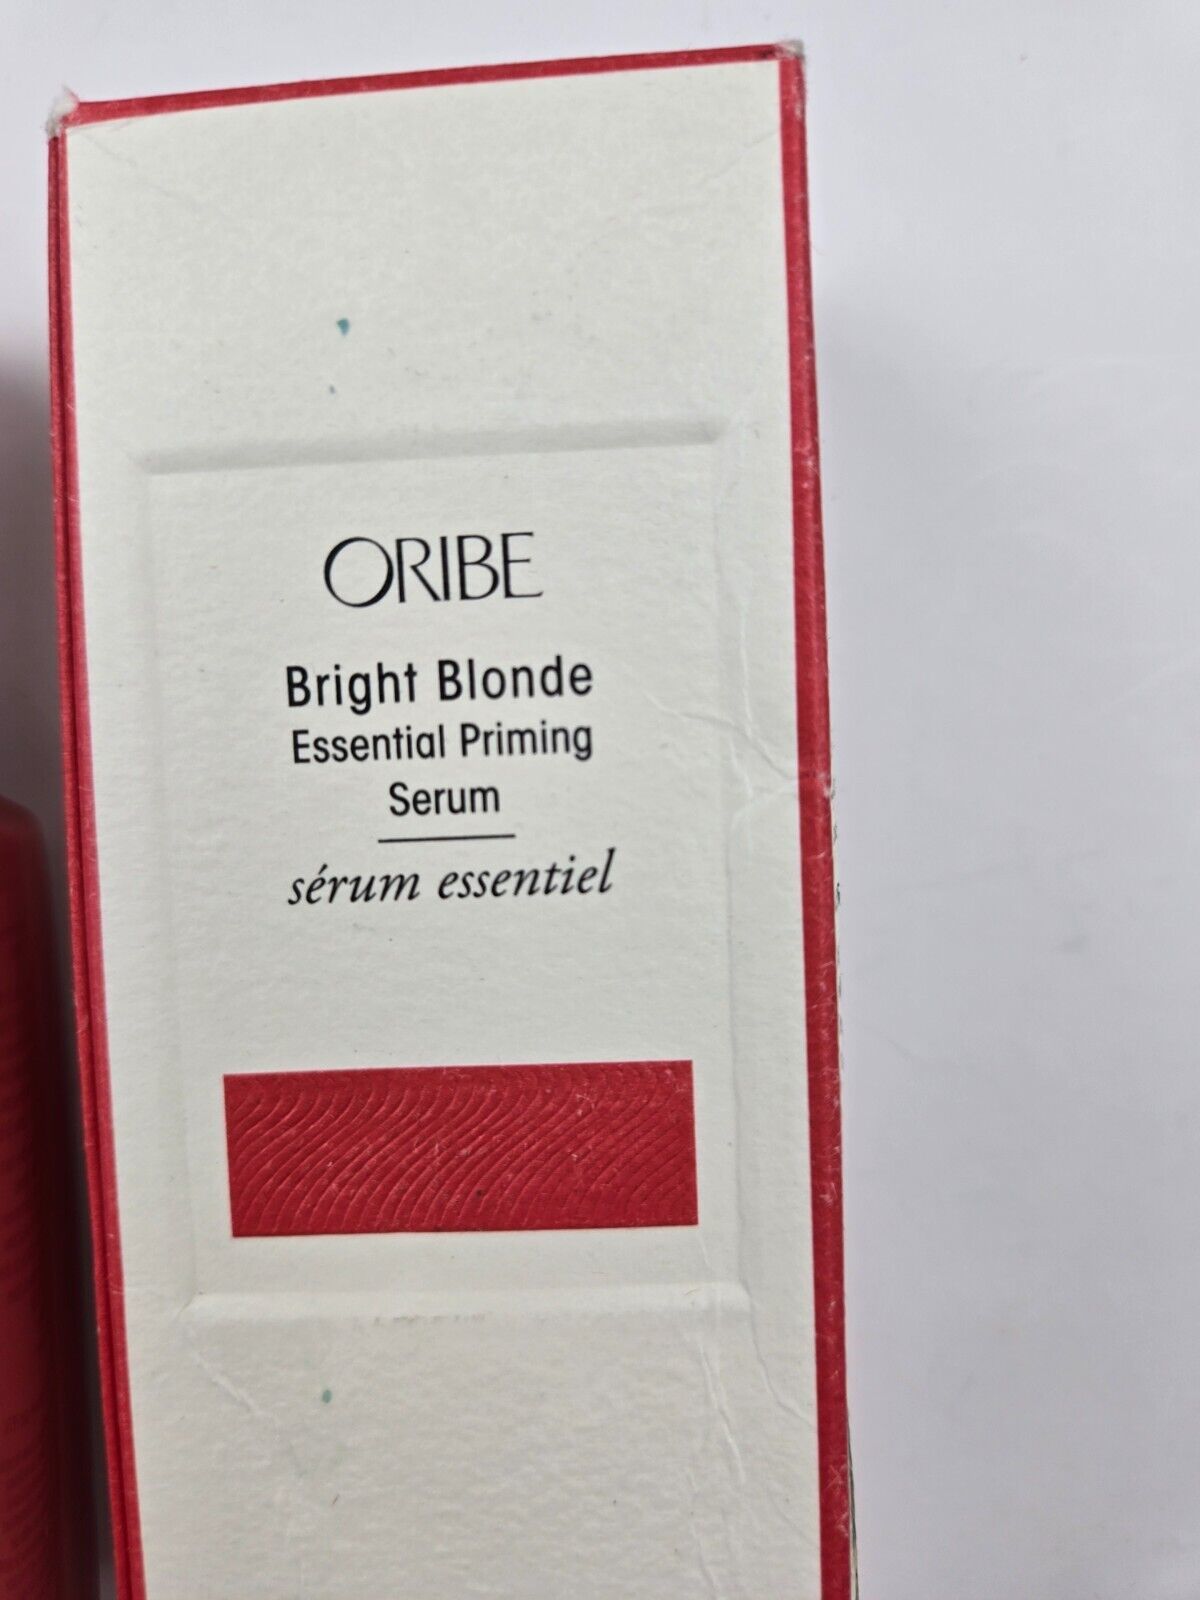 ORIBE
Bright Blonde
Essential Priming
Serum
sérum essentiel